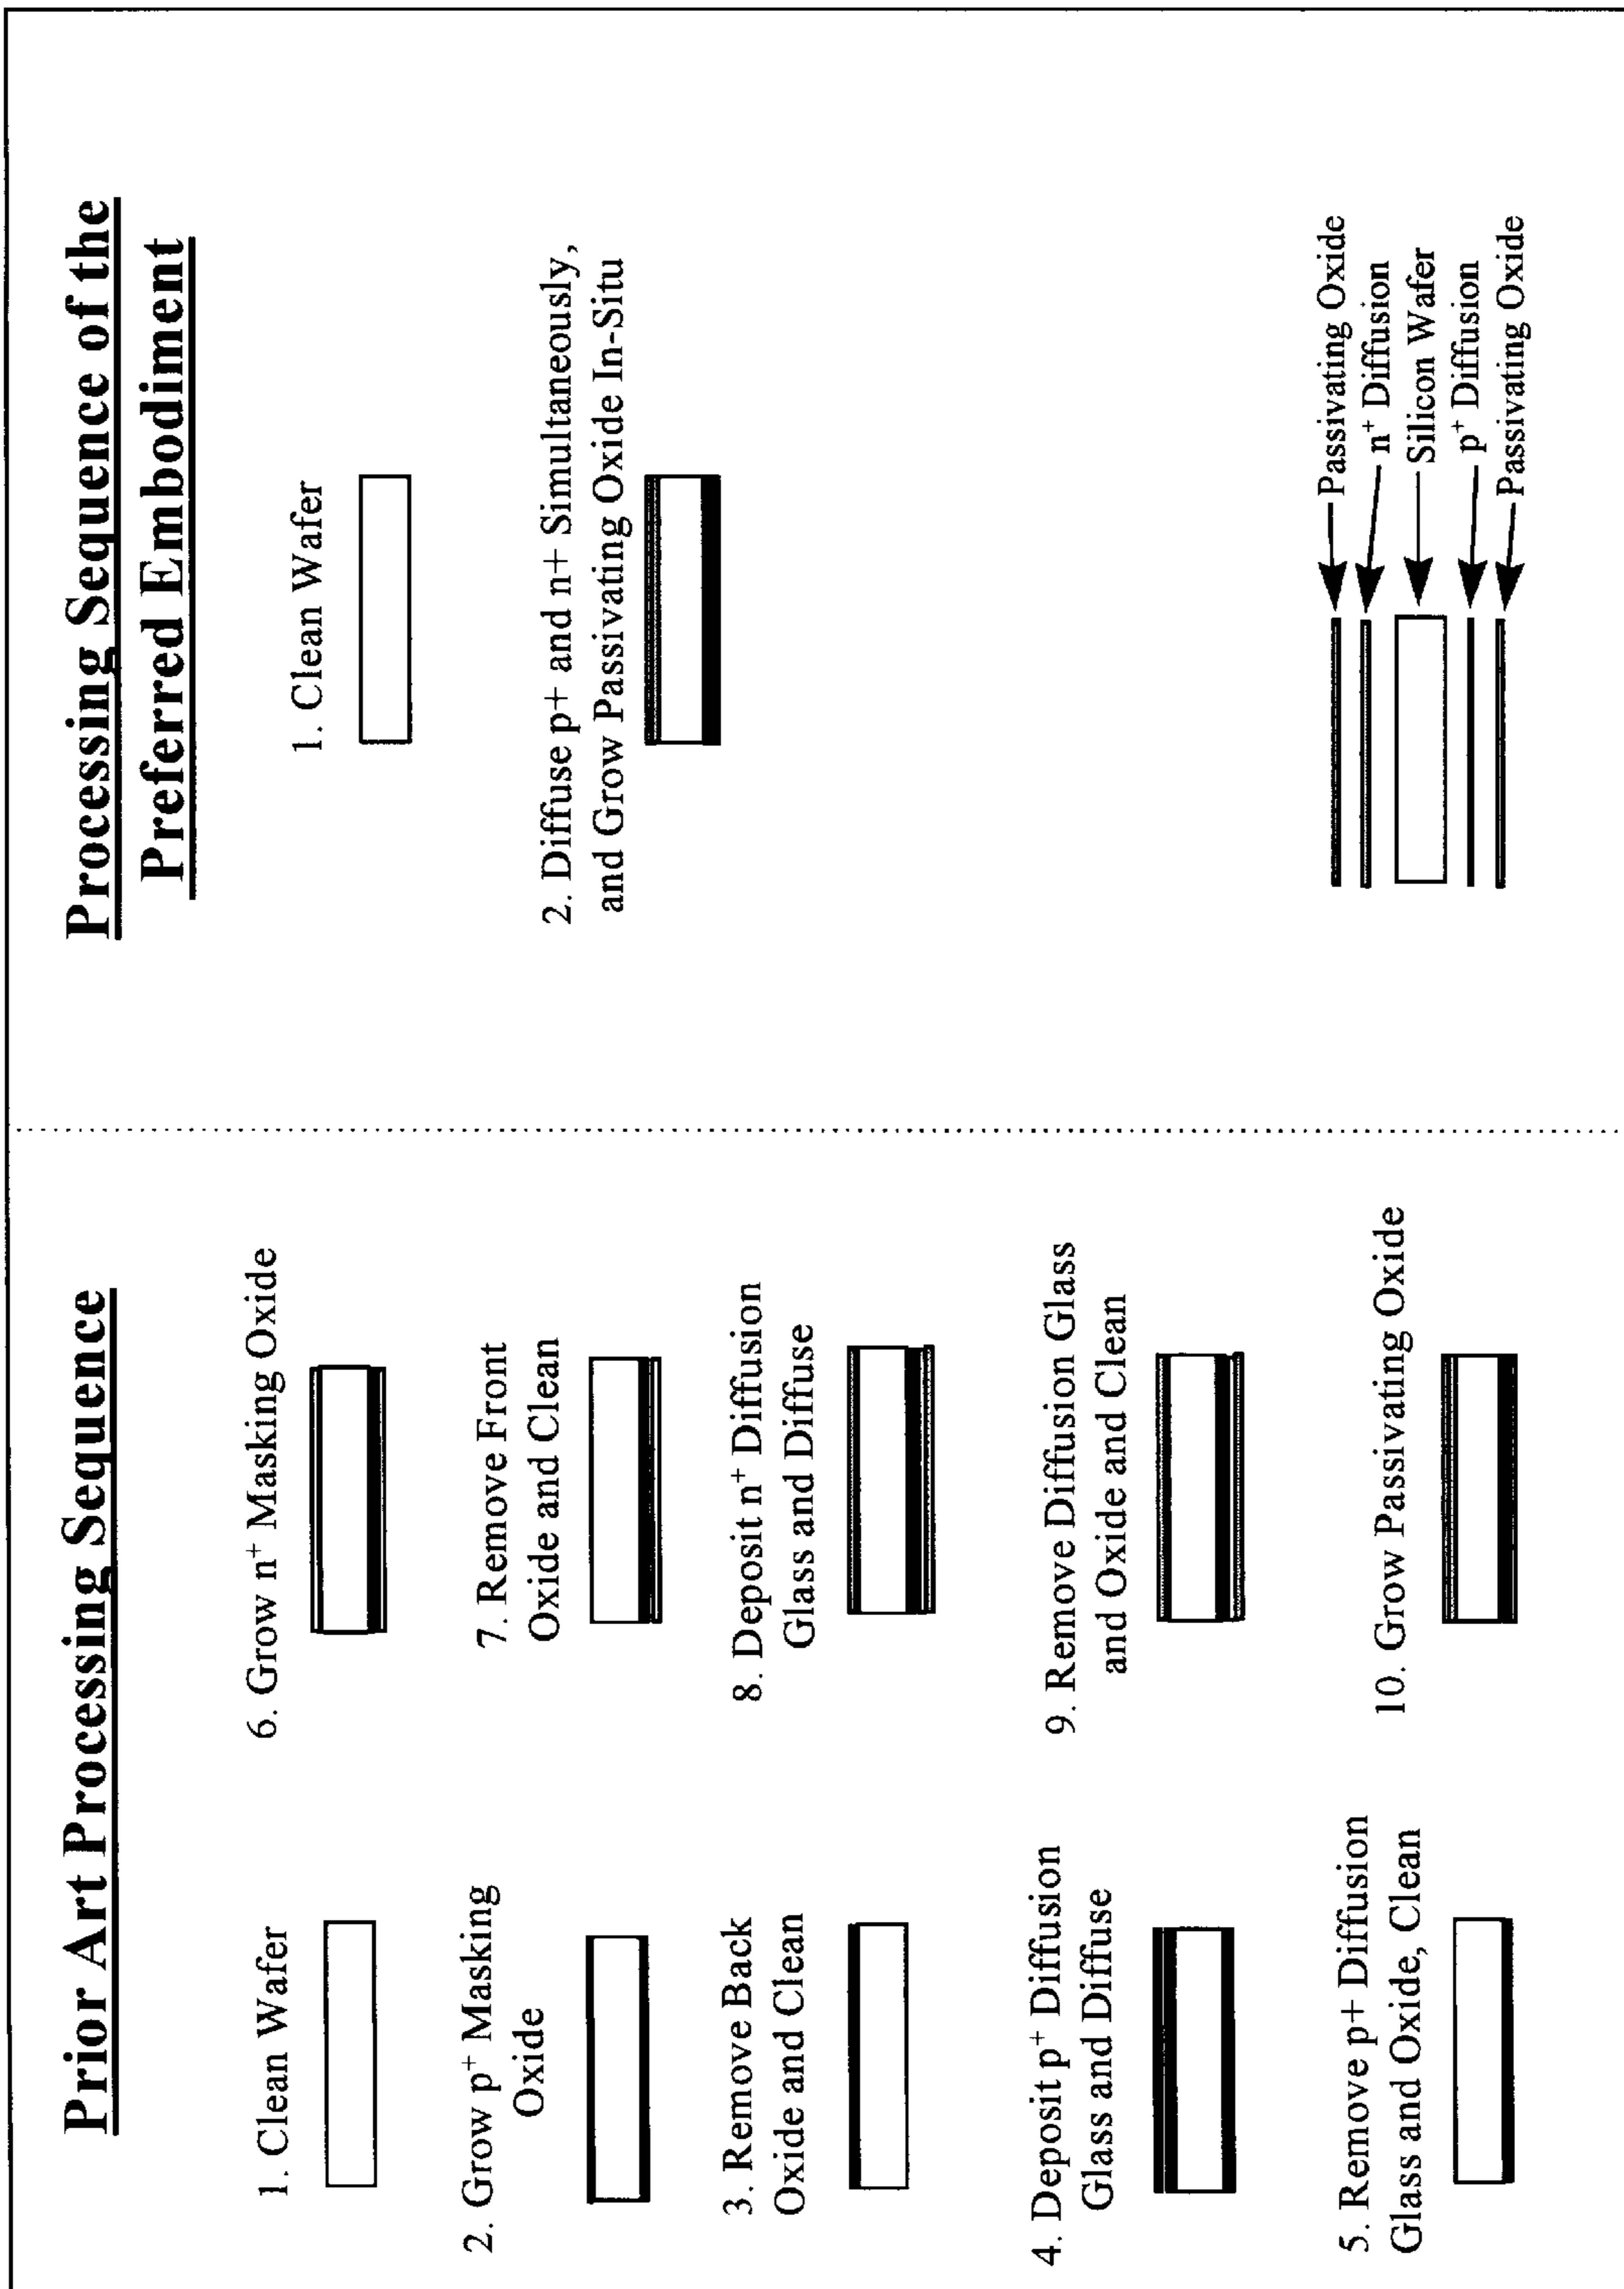 Prior Art Processing Sequence
1. Clean Wafer
2. Grow p+ Masking
Oxide
3. Remove Back
Oxide and Clean
4. Deposit p+ Diffusion
Glass and Diffuse
5. Remove p+ Diffusion
Glass and Oxide, Clean
6. Grow n+ Masking Oxide
7. Remove Front
Oxide and Clean
8. Deposit n+ Diffusion
Glass and Diffuse
9. Remove Diffusion Glass
and Oxide and Clean
10. Grow Passivating Oxide
Processing Sequence of the
Preferred Embodiment
1. Clean Wafer
2. Diffuse p+ and n+ Simultaneously,
and Grow Passivating Oxide In-Situ
Passivating Oxide
n+ Diffusion
Silicon Wafer
p+ Diffusion
Passivating Oxide